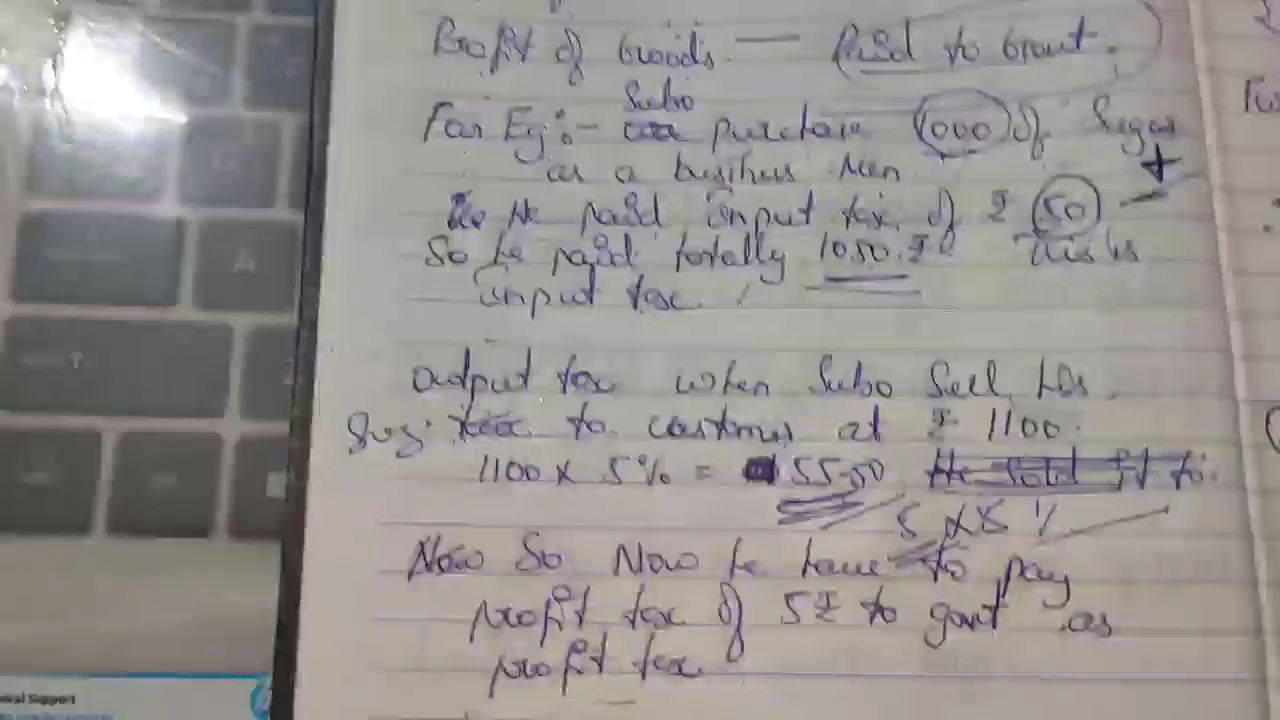 Profit of Goods — Paid to Govt.
For Eg:- Subo purchase 1000 of Sugar
as a business Men
He paid input tax of ₹ 50 —
So he paid totally 1050.₹ this is
input tax
output tax when Subo Sell his
Sug: to customer at ₹ 1100.
1100 x 5% = 55.50
Now So Now he have to pay
profit tax of 5₹ to govt as
profit tax
ical Support